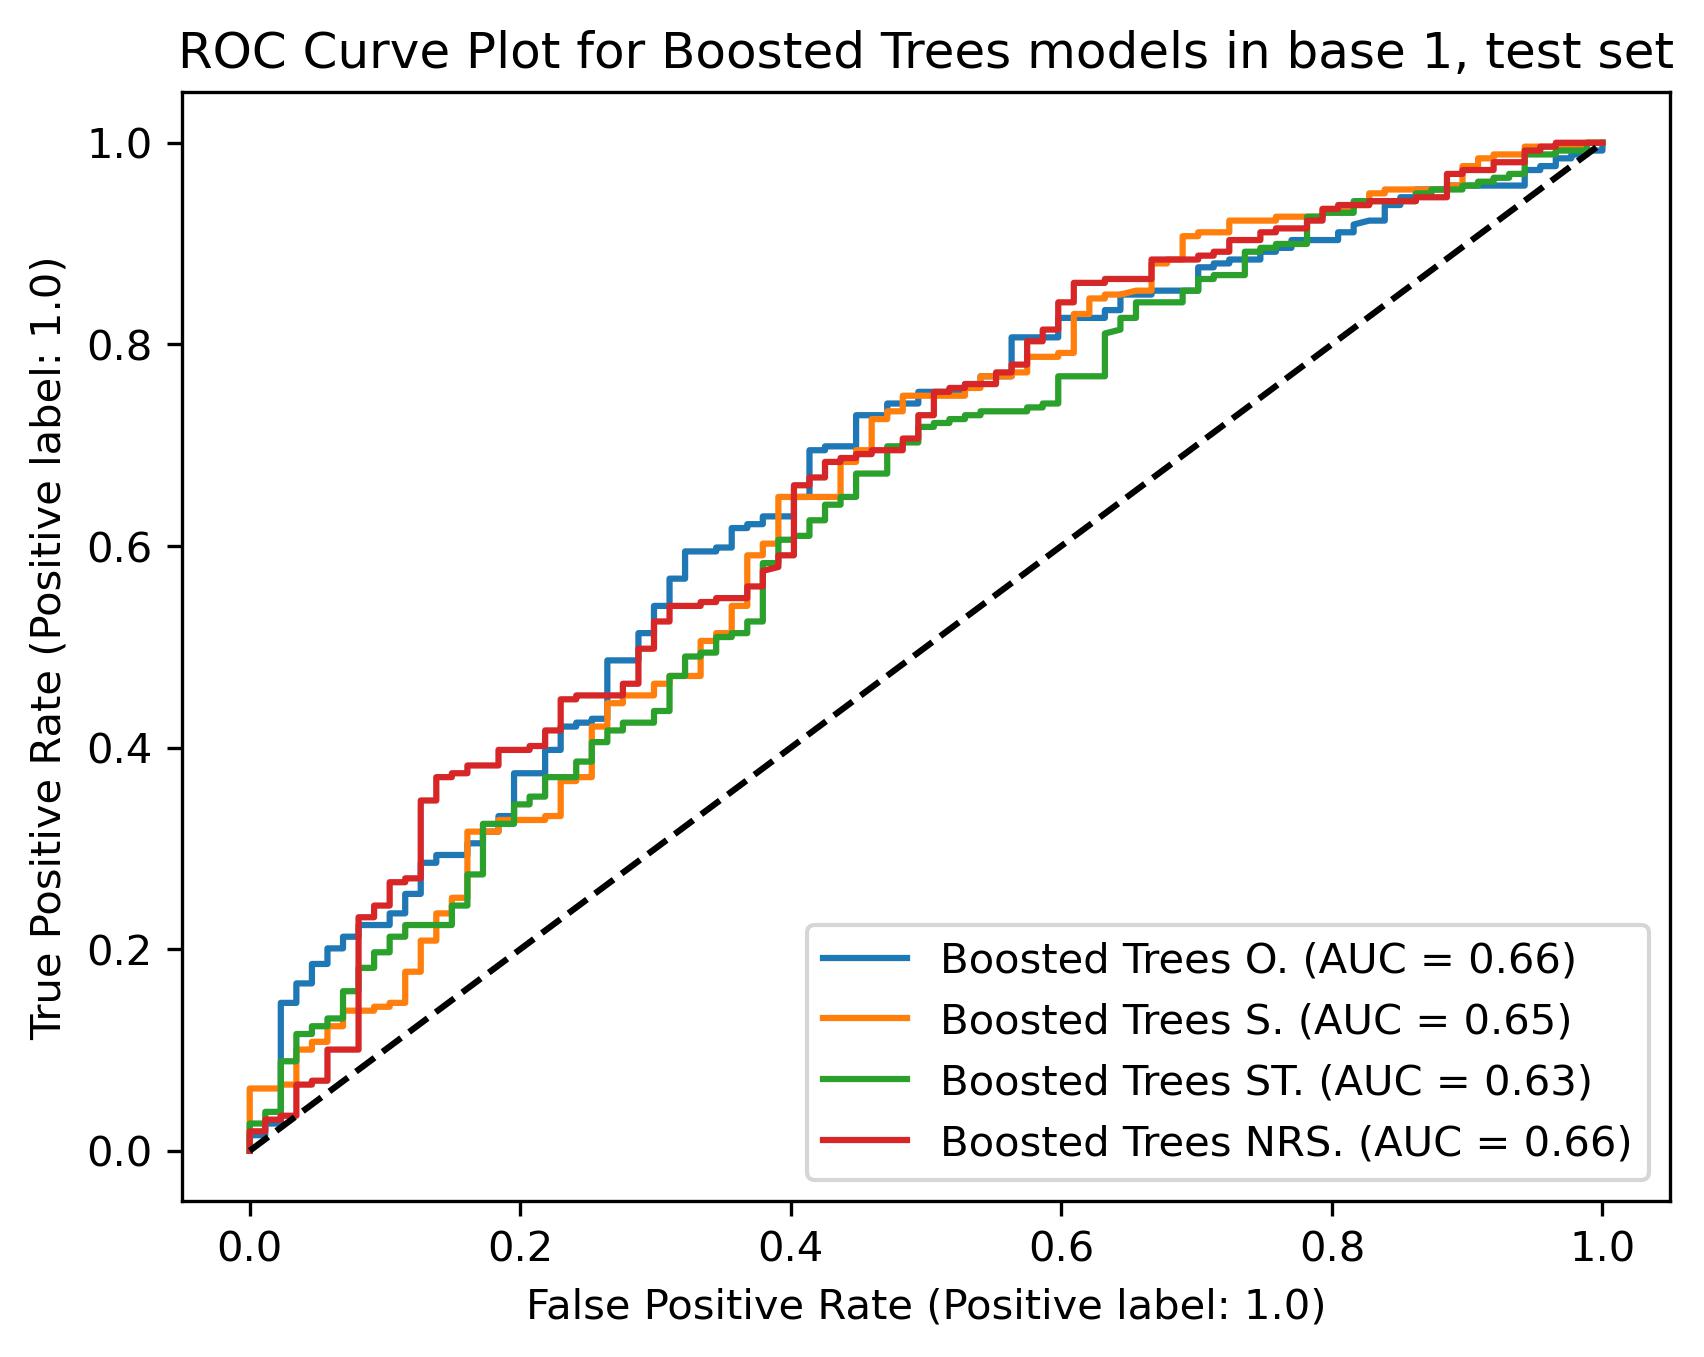 ROC Curve Plot for Boosted Trees models in base 1, test set
True Positive Rate (Positive label: 1.0)
1.0
0.8
0.6
0.4
0.2
0.0
Boosted Trees O. (AUC = 0.66)
Boosted Trees S. (AUC = 0.65)
Boosted Trees ST. (AUC = 0.63)
Boosted Trees NRS. (AUC = 0.66)
0.0 0.2 0.4 0.6 0.8 1.0
False Positive Rate (Positive label: 1.0)